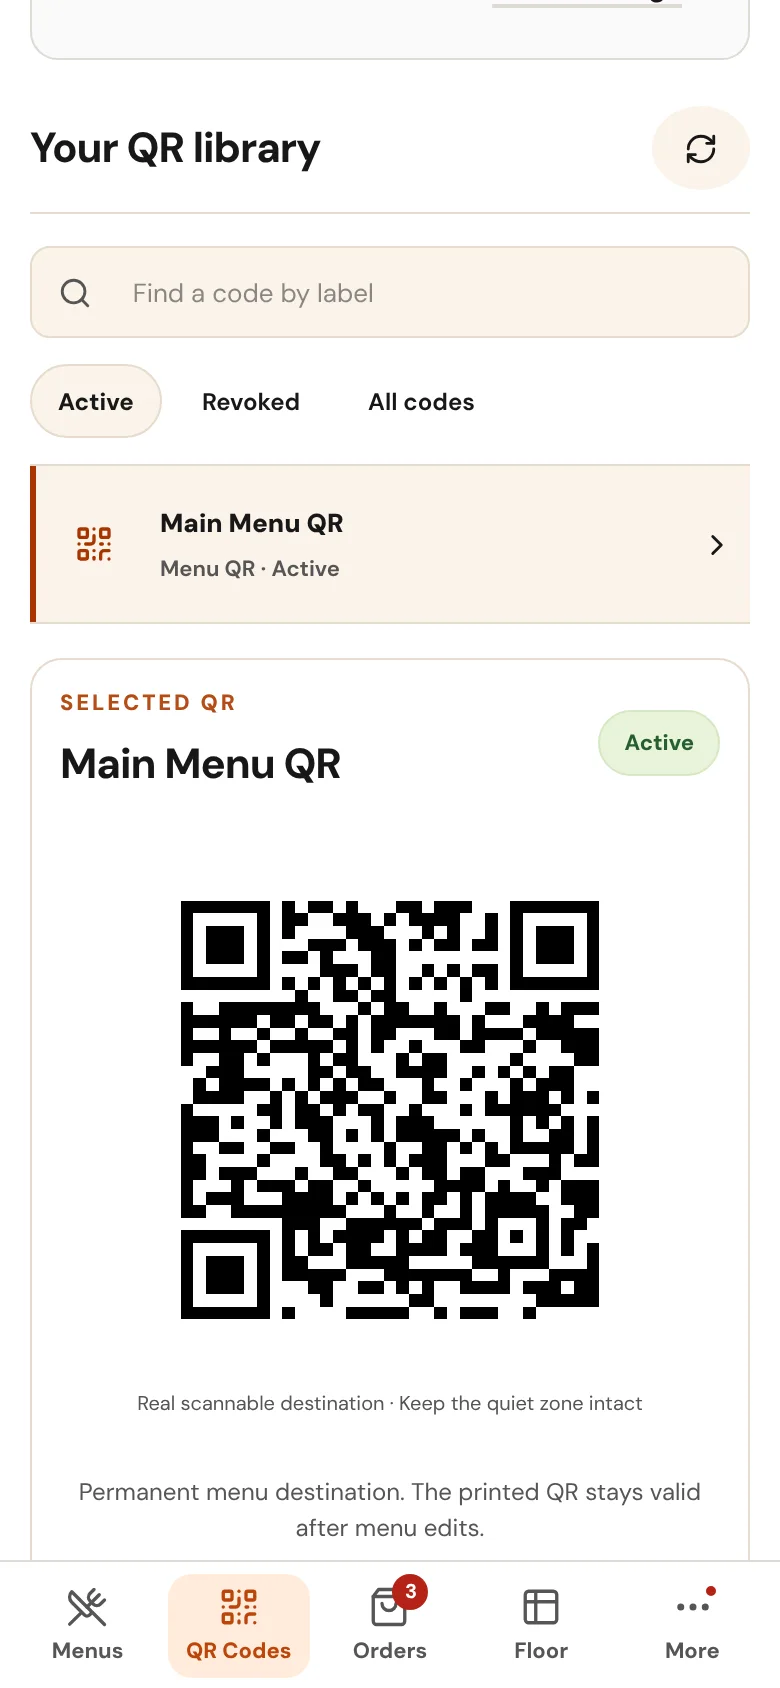 Your QR library
Find a code by label
Active
Revoked
All codes
Main Menu QR
Menu QR · Active
SELECTED QR
Main Menu QR
Active
Real scannable destination · Keep the quiet zone intact
Permanent menu destination. The printed QR stays valid
after menu edits.
3
Menus
QR Codes
Orders
Floor
More